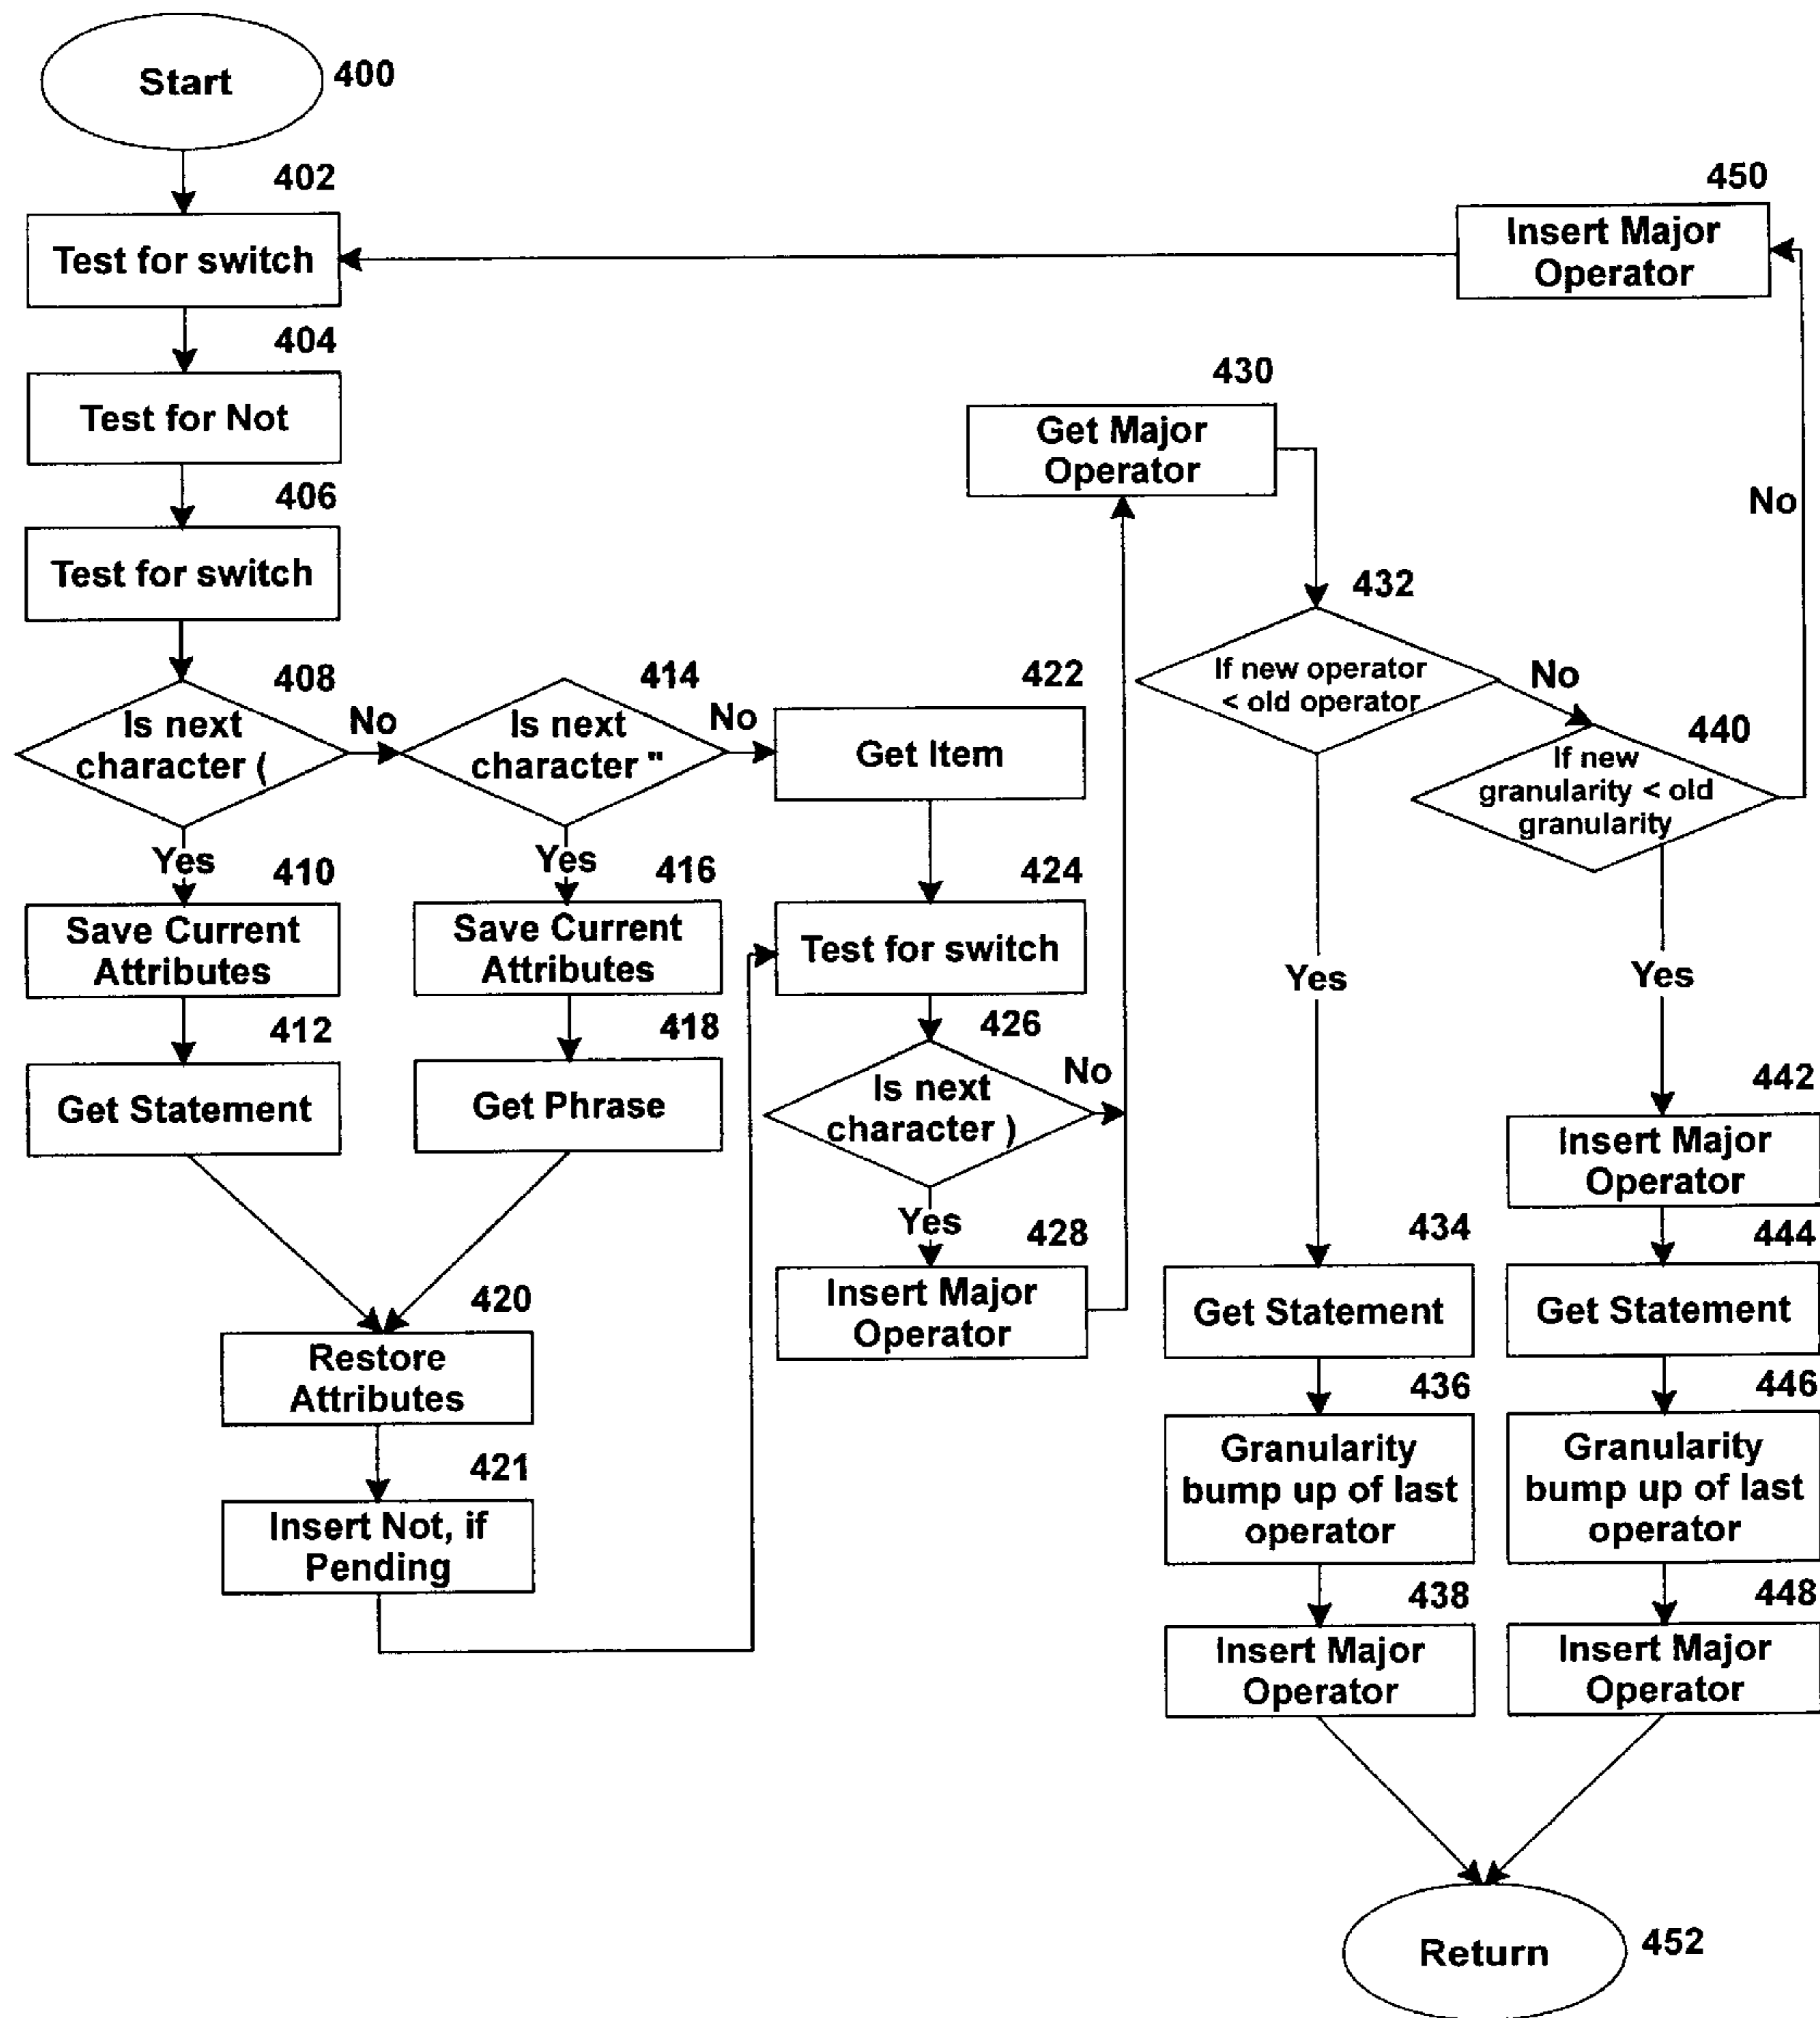 Start
400
402
Test for switch
404
Test for Not
406
Test for switch
408
Is next
character (
No
Yes
410
Save Current
Attributes
412
Get Statement
414
Is next
character "
No
Yes
416
Save Current
Attributes
418
Get Phrase
420
Restore
Attributes
421
Insert Not, if
Pending
422
Get Item
424
Test for switch
426
Is next
character )
No
Yes
428
Insert Major
Operator
430
Get Major
Operator
432
If new operator
< old operator
No
Yes
434
Get Statement
436
Granularity
bump up of last
operator
438
Insert Major
Operator
440
If new
granularity < old
granularity
No
Yes
442
Insert Major
Operator
444
Get Statement
446
Granularity
bump up of last
operator
448
Insert Major
Operator
450
Insert Major
Operator
Return
452